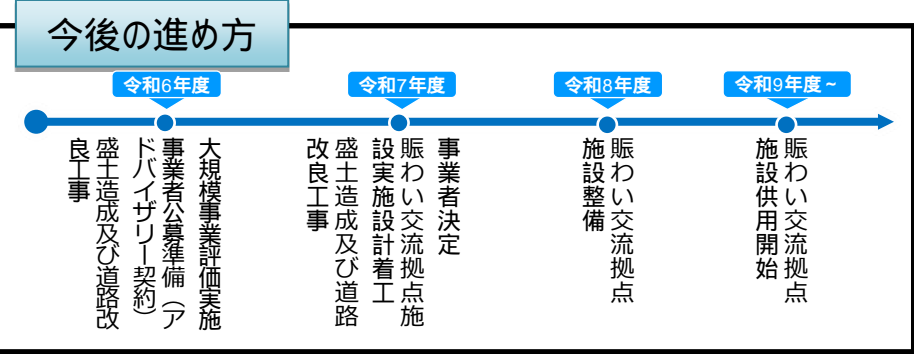 今後の進め方
令和6年度
大規模事業評価実施
事業者公募準備（ア
ドバイザリー契約）
盛土造成及び道路改
良工事
令和7年度
事業者決定
賑わい交流拠点施
設実施設計着工
盛土造成及び道路
改良工事
令和8年度
賑わい交流拠点
施設整備
令和9年度~
賑わい交流拠点
施設供用開始